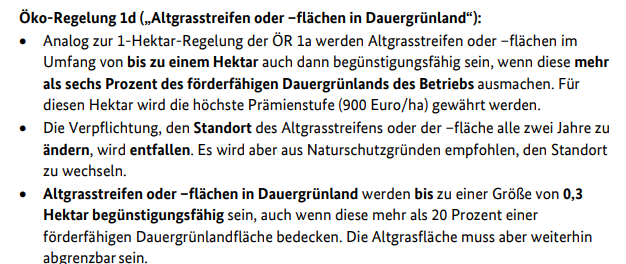 Öko-Regelung 1d („Altgrasstreifen oder –flächen in Dauergrünland“):
• Analog zur 1-Hektar-Regelung der ÖR 1a werden Altgrasstreifen oder –flächen im
Umfang von bis zu einem Hektar auch dann begünstigungsfähig sein, wenn diese mehr
als sechs Prozent des förderfähigen Dauergrünlands des Betriebs ausmachen. Für
diesen Hektar wird die höchste Prämienstufe (900 Euro/ha) gewährt werden.
• Die Verpflichtung, den Standort des Altgrasstreifens oder der –fläche alle zwei Jahre zu
ändern, wird entfallen. Es wird aber aus Naturschutzgründen empfohlen, den Standort
zu wechseln.
• Altgrasstreifen oder –flächen in Dauergrünland werden bis zu einer Größe von 0,3
Hektar begünstigungsfähig sein, auch wenn diese mehr als 20 Prozent einer
förderfähigen Dauergrünlandfläche bedecken. Die Altgrasfläche muss aber weiterhin
abgrenzbar sein.